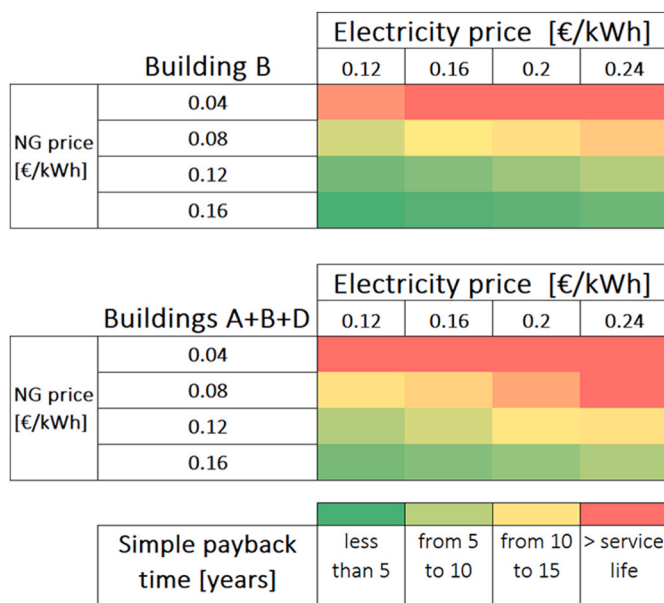 Electricity price [€/kWh]
Building B 0.12 0.16 0.2 0.24
0.04
NG price 0.08
[€/kWh] 0.12
0.16
Electricity price [€/kWh]
Buildings A+B+D 0.12 0.16 0.2 0.24
0.04
NG price 0.08
[€/kWh] 0.12
0.16
Simple payback less from 5 from 10 > service
time [years] than 5 to 10 to 15 life